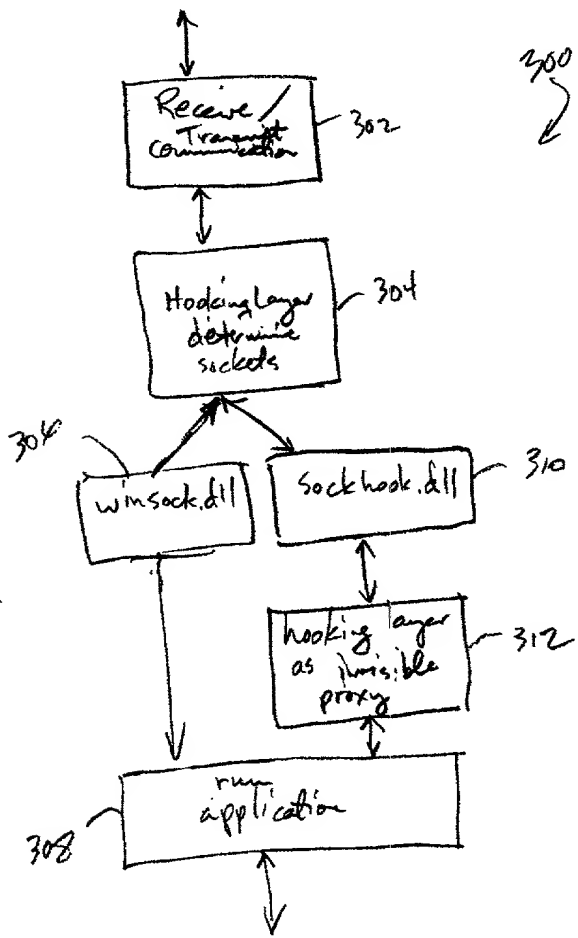 300
Receive /
Transmit
communication
302
Hooking Layer
determine
sockets
304
306
winsock.dll
sockhook.dll
310
hooking layer
as invisible
proxy
312
run
application
308